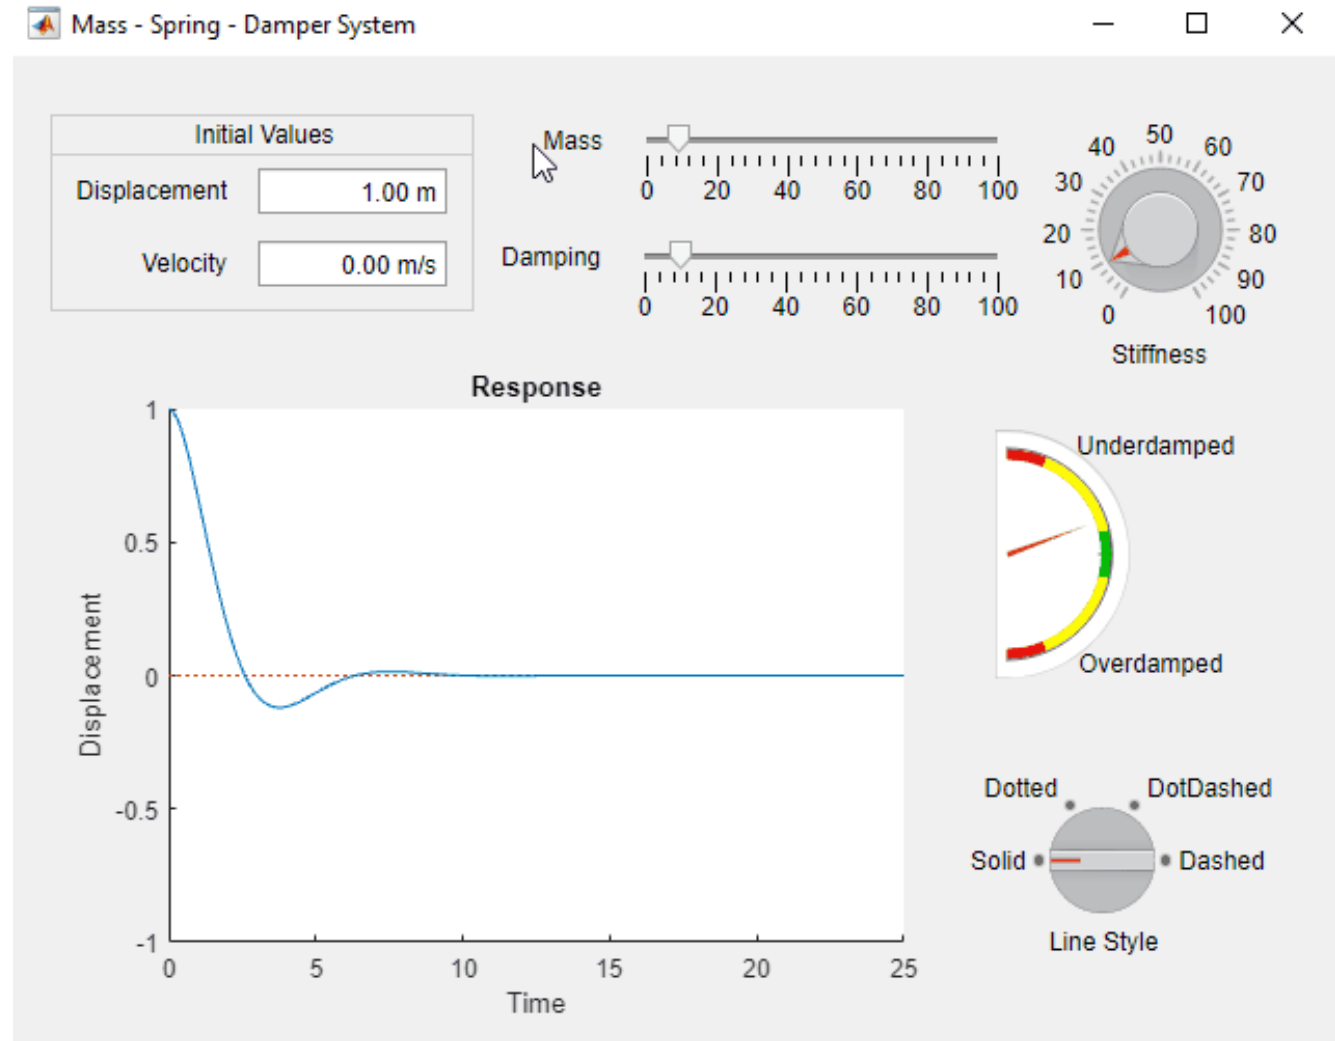 Mass - Spring - Damper System
Initial Values
Displacement 1.00 m
Velocity 0.00 m/s
Mass
0 20 40 60 80 100
Damping
0 20 40 60 80 100
0 10 20 30 40 50 60 70 80 90 100
Stiffness
Response
1
0.5
0
-0.5
-1
Displacement
0 5 10 15 20 25
Time
Underdamped
Overdamped
Dotted DotDashed
Solid Dashed
Line Style